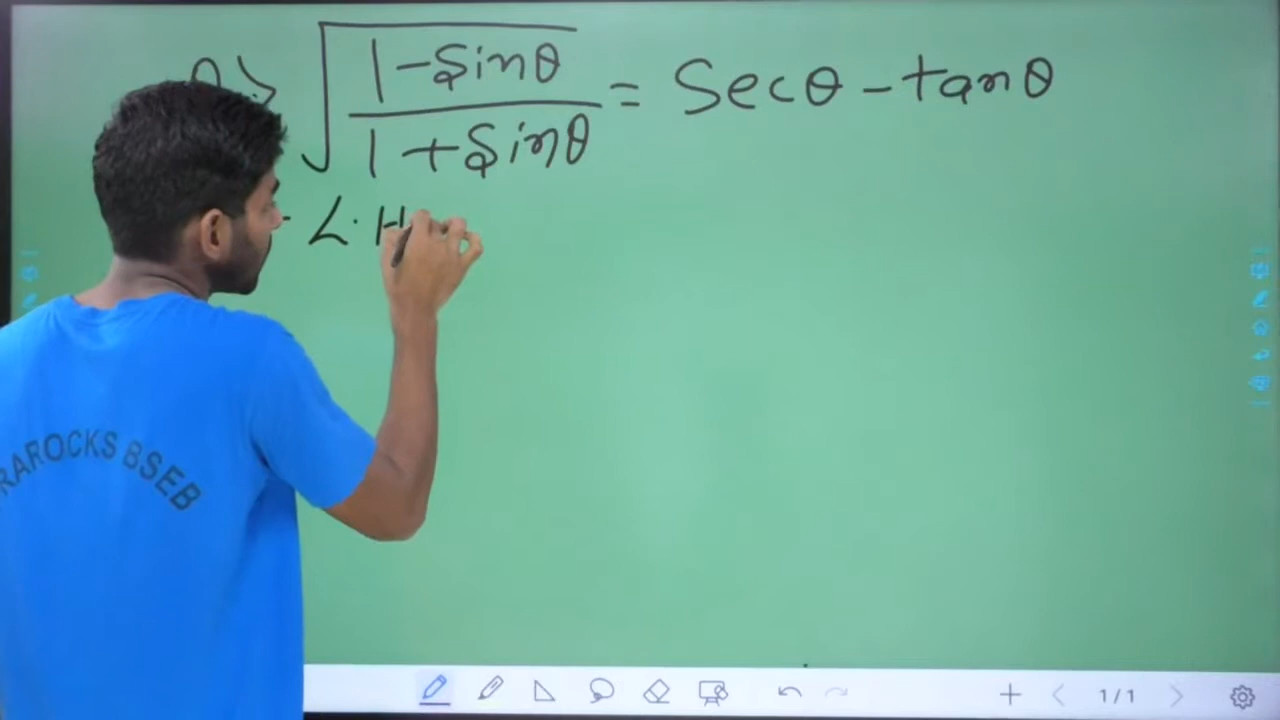 Q.> √(1-Sinθ / 1+Sinθ) = Secθ - tanθ
L.H
RAROCKS BSEB
1/1